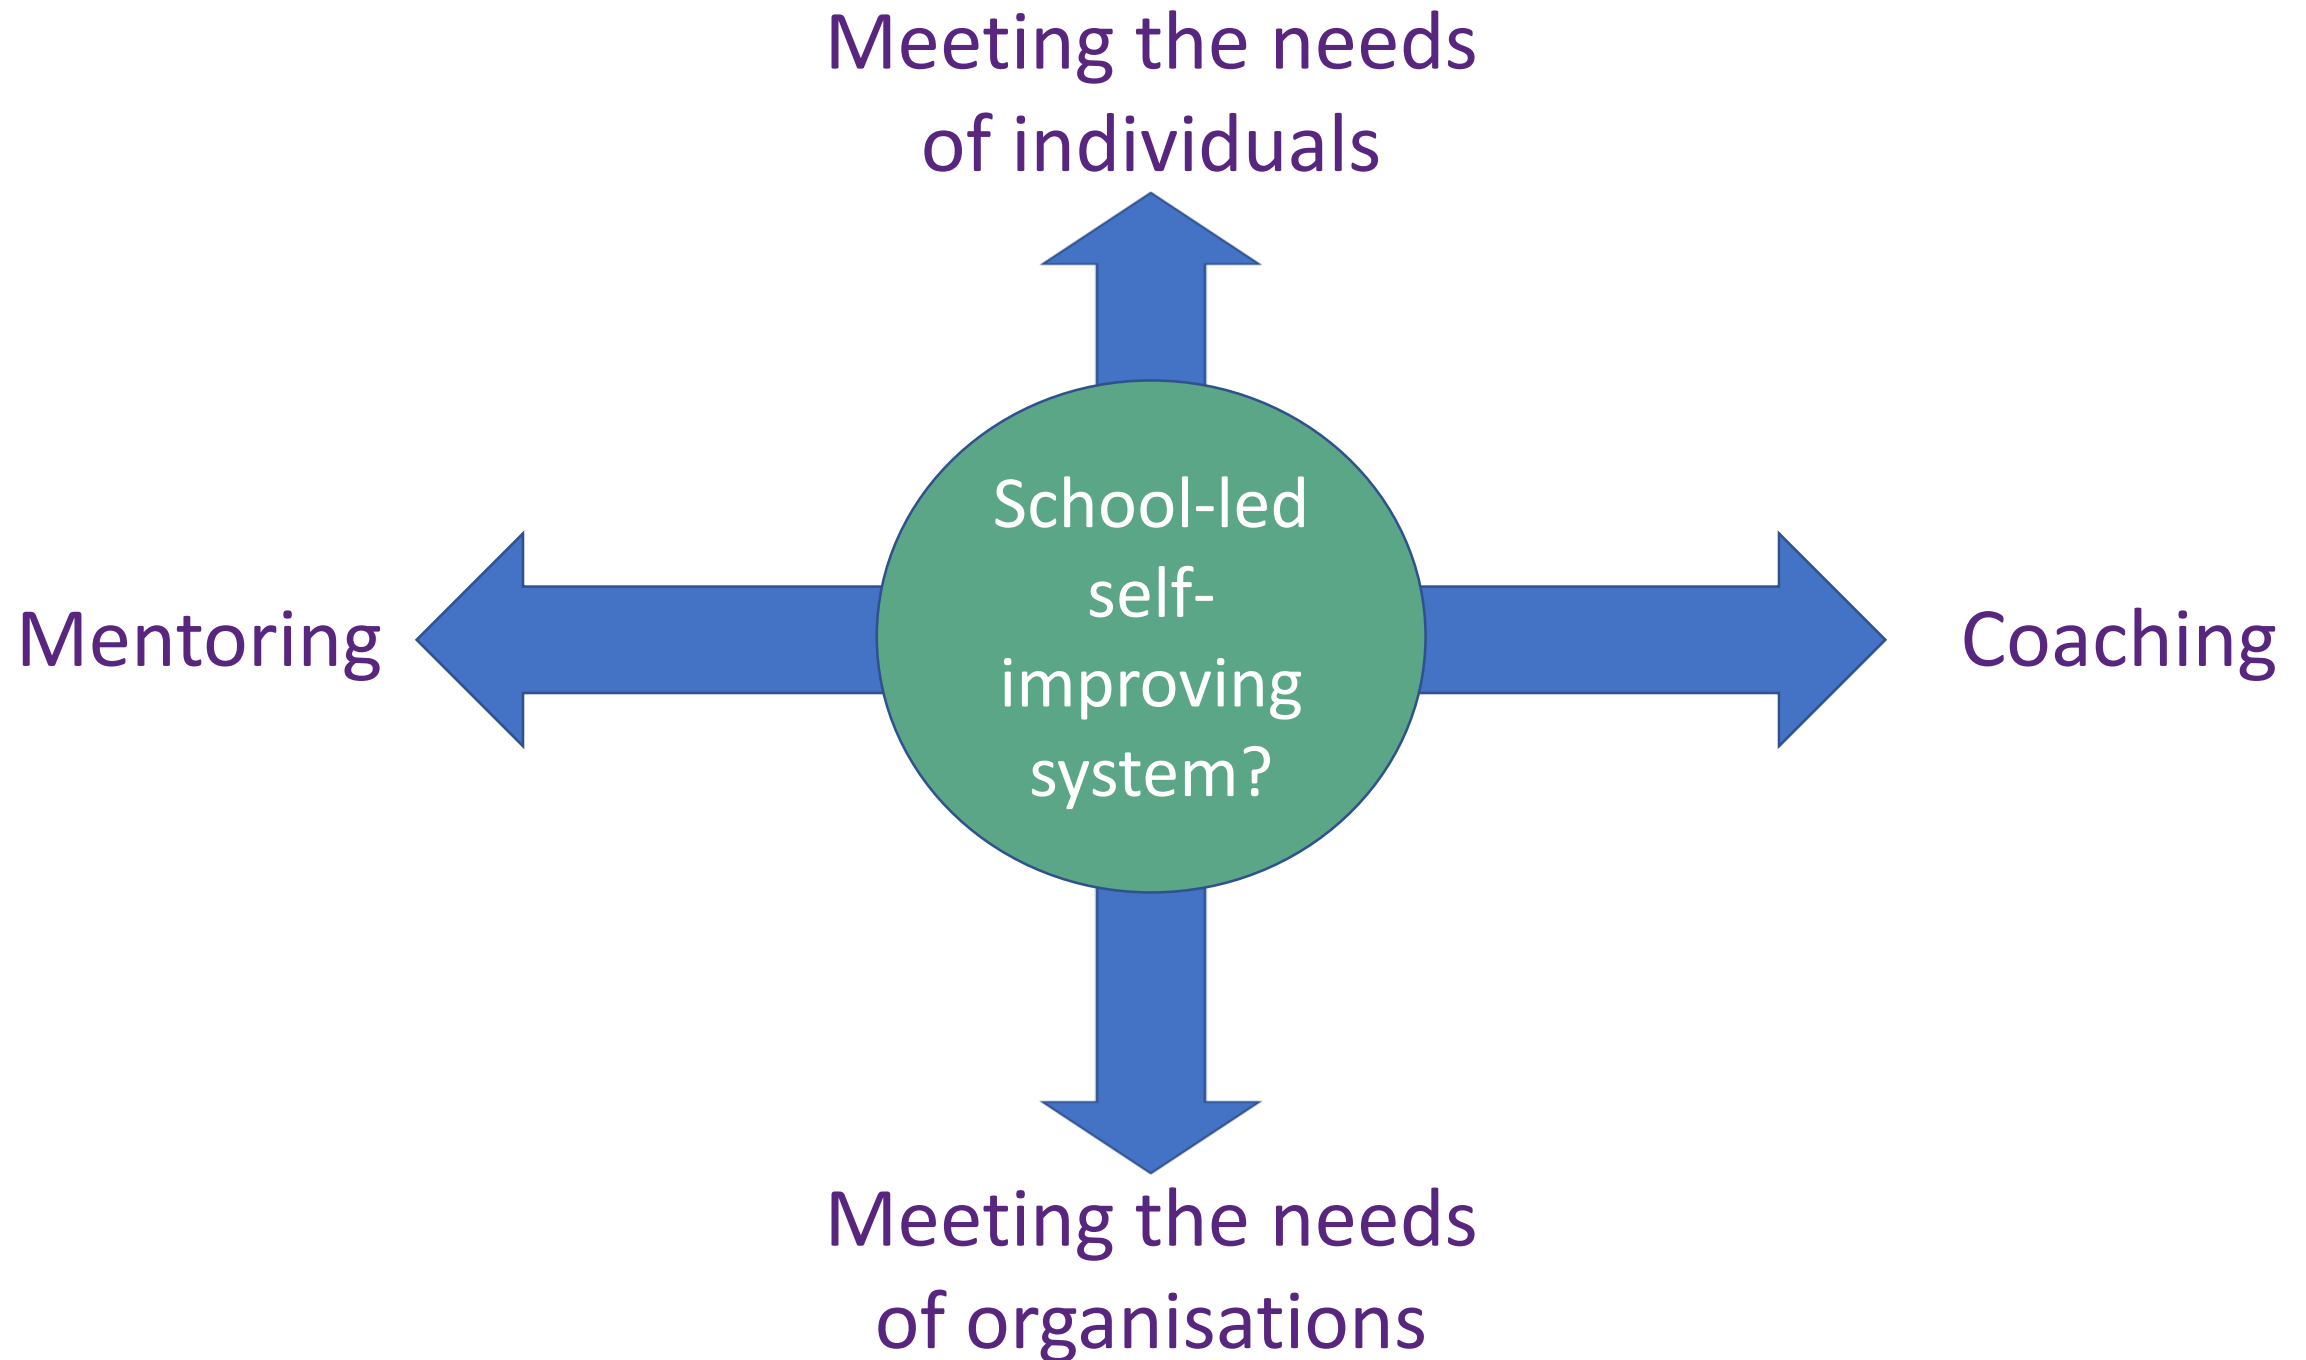 Meeting the needs
of individuals
School-led
self-
improving
system?
Mentoring
Coaching
Meeting the needs
of organisations